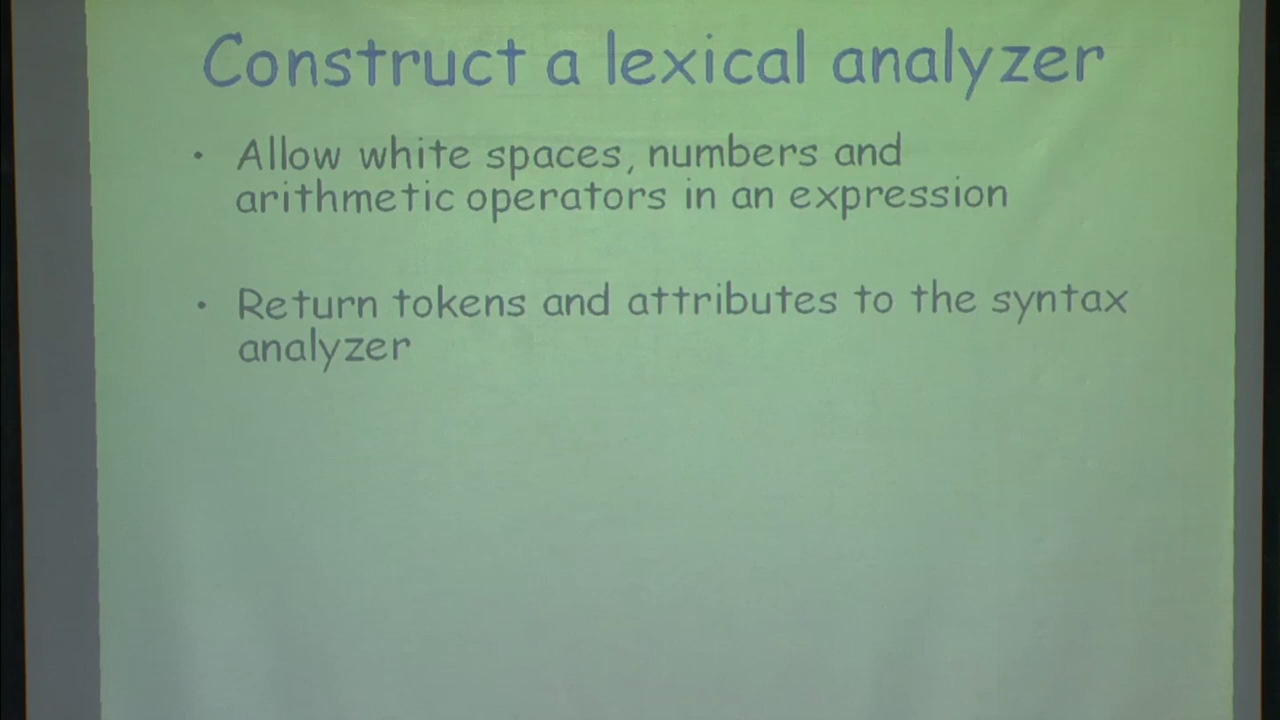 Construct a lexical analyzer
• Allow white spaces, numbers and
arithmetic operators in an expression
• Return tokens and attributes to the syntax
analyzer